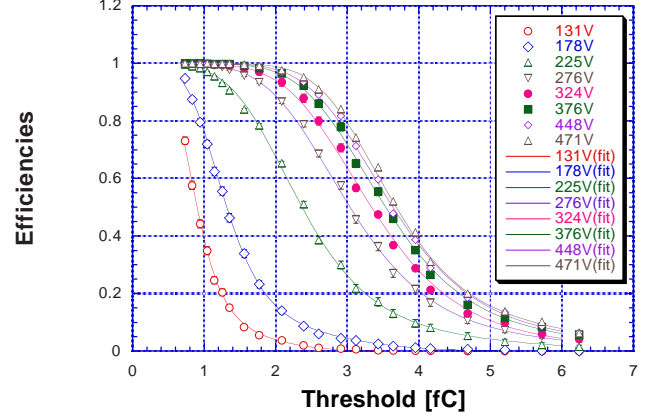 1.2
1
0.8
0.6
0.4
0.2
0
Efficiencies
131V
178V
225V
276V
324V
376V
448V
471V
131V(fit)
178V(fit)
225V(fit)
276V(fit)
324V(fit)
376V(fit)
448V(fit)
471V(fit)
0 1 2 3 4 5 6 7
Threshold [fC]